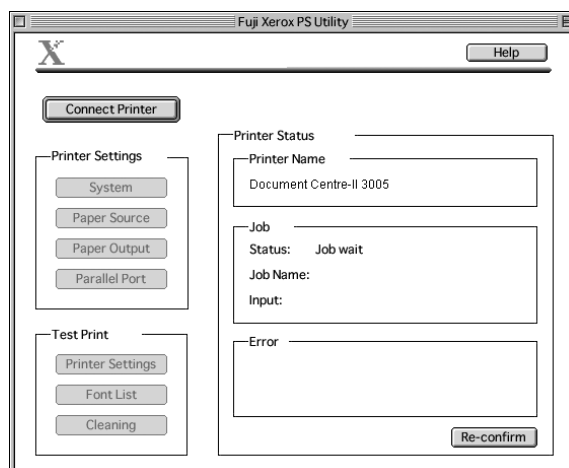 Fuji Xerox PS Utility
X
Help
Connect Printer
Printer Settings
System
Paper Source
Paper Output
Parallel Port
Test Print
Printer Settings
Font List
Cleaning
Printer Status
Printer Name
Document Centre-II 3005
Job
Status: Job wait
Job Name:
Input:
Error
Re-confirm